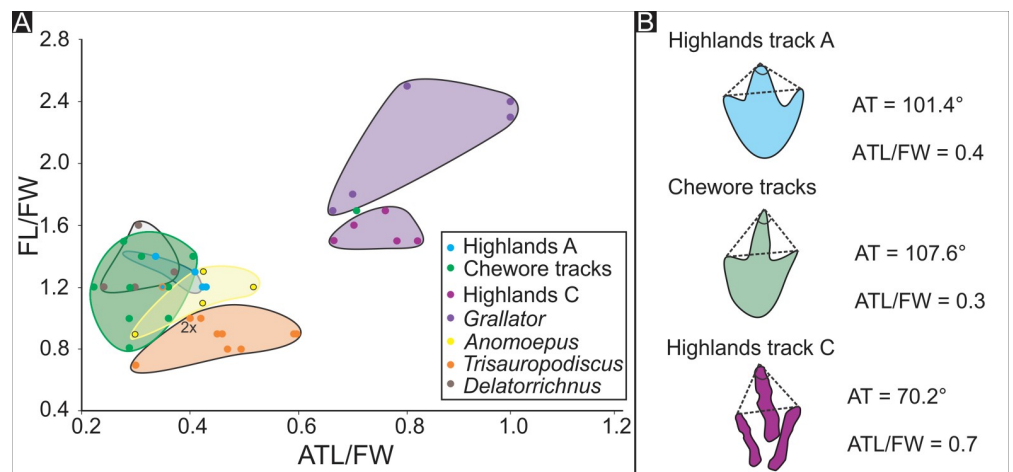 A
2.8
2.4
2.0
1.6
1.2
0.8
0.4
FL/FW
0.2
0.4
0.6
0.8
1.0
1.2
ATL/FW
2x
Highlands A
Chewore tracks
Highlands C
Grallator
Anomoepus
Trisauropodiscus
Delatorrichnus
B
Highlands track A
AT = 101.4°
ATL/FW = 0.4
Chewore tracks
AT = 107.6°
ATL/FW = 0.3
Highlands track C
AT = 70.2°
ATL/FW = 0.7